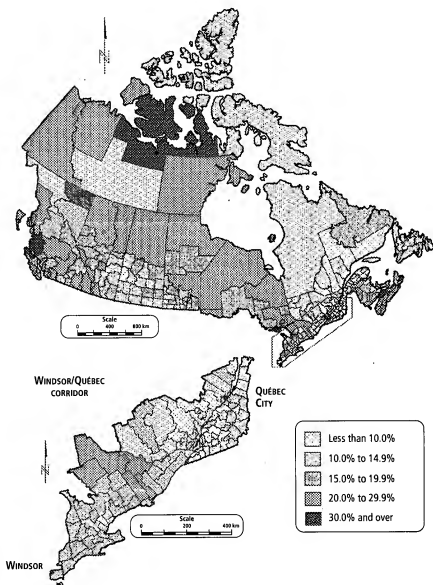 Scale
0 400 800 km
WINDSOR/QUÉBEC
CORRIDOR
QUÉBEC
CITY
Less than 10.0%
10.0% to 14.9%
15.0% to 19.9%
20.0% to 29.9%
30.0% and over
Scale
0 200 400 km
WINDSOR